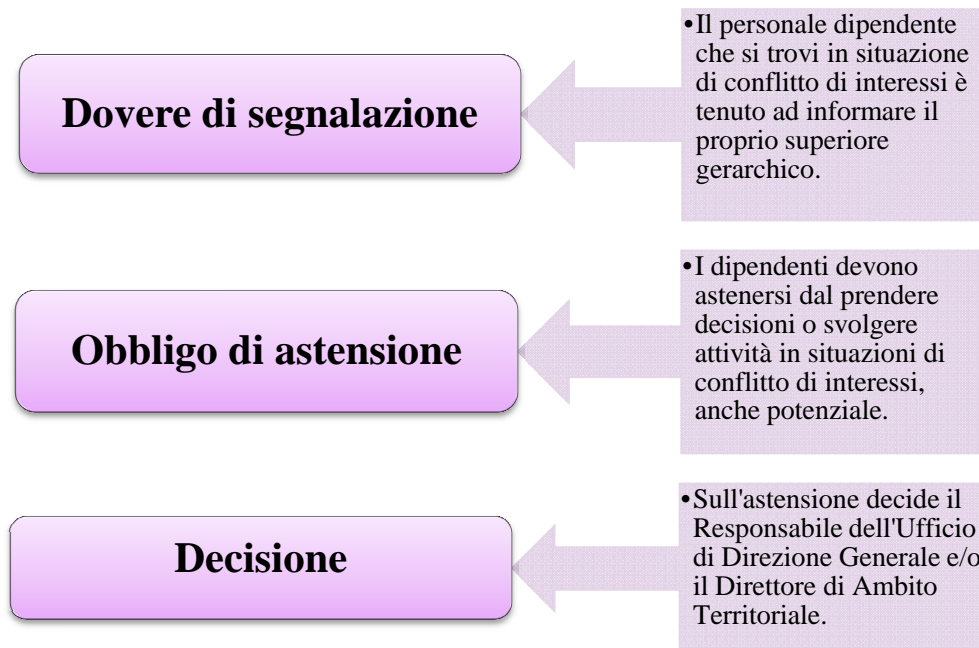 Dovere di segnalazione
•Il personale dipendente
che si trovi in situazione
di conflitto di interessi è
tenuto ad informare il
proprio superiore
gerarchico.
Obbligo di astensione
•I dipendenti devono
astenersi dal prendere
decisioni o svolgere
attività in situazioni di
conflitto di interessi,
anche potenziale.
Decisione
•Sull'astensione decide il
Responsabile dell'Ufficio
di Direzione Generale e/o
il Direttore di Ambito
Territoriale.